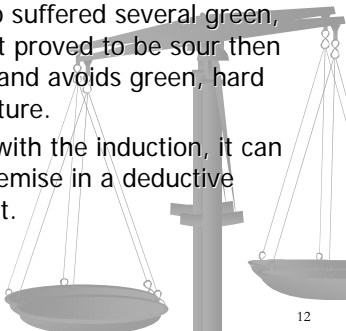 o suffered several green,
t proved to be sour then
and avoids green, hard
ture.
with the induction, it can
emise in a deductive
t.
12